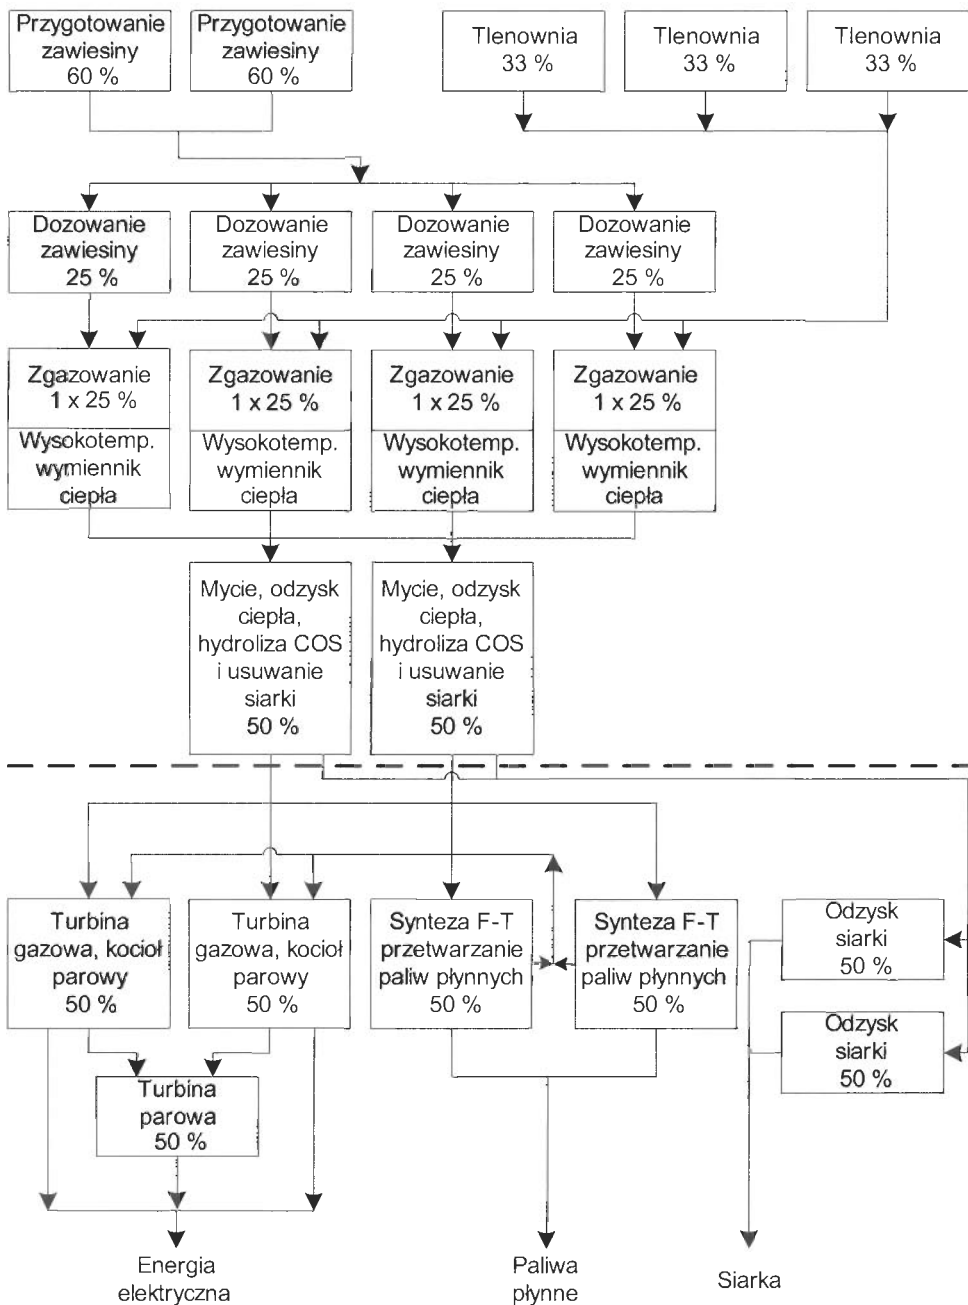 Przygotowanie
zawiesiny
60 %
Przygotowanie
zawiesiny
60 %
Tlenownia
33 %
Tlenownia
33 %
Tlenownia
33 %
Dozowanie
zawiesiny
25 %
Dozowanie
zawiesiny
25 %
Dozowanie
zawiesiny
25 %
Dozowanie
zawiesiny
25 %
Zgazowanie
1 x 25 %
Wysokotemp.
wymiennik
ciepła
Zgazowanie
1 x 25 %
Wysokotemp.
wymiennik
ciepła
Zgazowanie
1 x 25 %
Wysokotemp.
wymiennik
ciepła
Zgazowanie
1 x 25 %
Wysokotemp.
wymiennik
ciepła
Mycie, odzysk
ciepła,
hydroliza COS
i usuwanie
siarki
50 %
Mycie, odzysk
ciepła,
hydroliza COS
i usuwanie
siarki
50 %
Turbina
gazowa, kocioł
parowy
50 %
Turbina
gazowa, kocioł
parowy
50 %
Synteza F-T
przetwarzanie
paliw płynnych
50 %
Synteza F-T
przetwarzanie
paliw płynnych
50 %
Odzysk
siarki
50 %
Odzysk
siarki
50 %
Turbina
parowa
50 %
Energia
elektryczna
Paliwa
płynne
Siarka